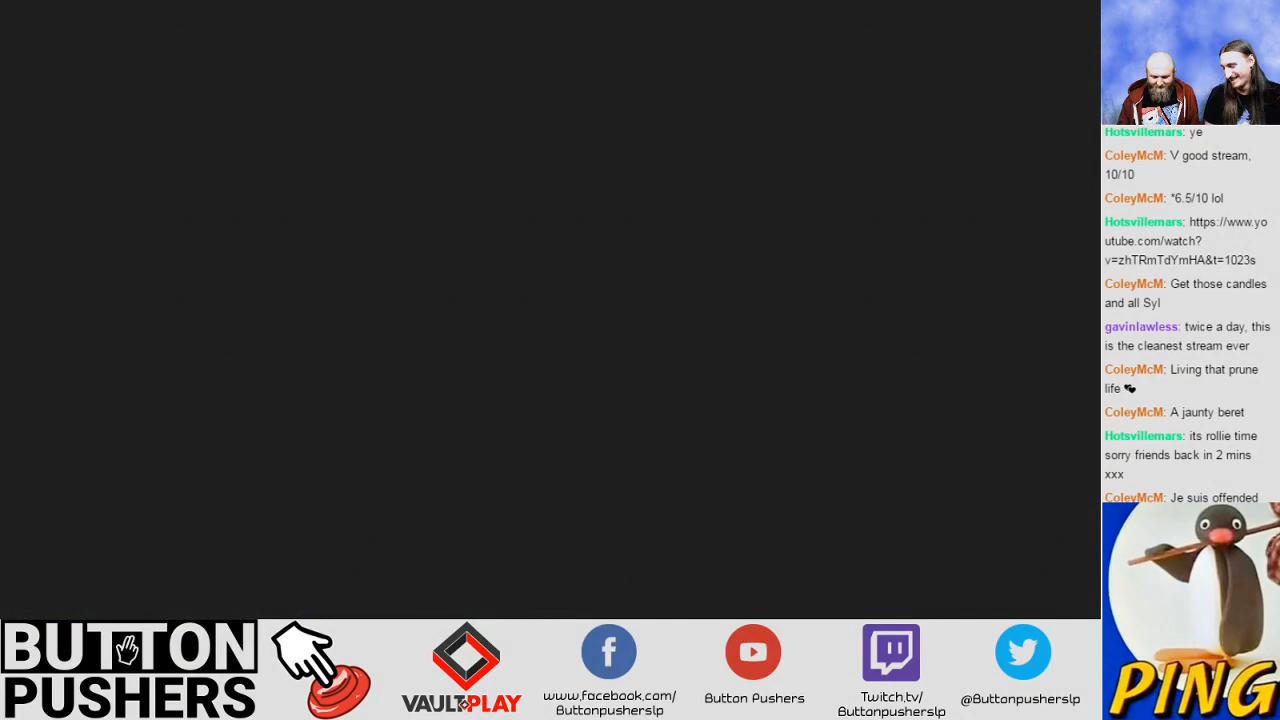 Hotsvillemars: ye
ColeyMcM: V good stream,
10/10
ColeyMcM: *6.5/10 lol
Hotsvillemars: https://www.yo
utube.com/watch?
v=zhTRmTdYmHA&t=1023s
ColeyMcM: Get those candles
and all Syl
gavinlawless: twice a day, this
is the cleanest stream ever
ColeyMcM: Living that prune
life
ColeyMcM: A jaunty beret
Hotsvillemars: its rollie time
sorry friends back in 2 mins
xxx
ColeyMcM: Je suis offended
PING
BUTTON
PUSHERS
VAULTPLAY
www.facebook.com/
Buttonpusherslp
Button Pushers
Twitch.tv/
Buttonpusherslp
@Buttonpusherslp